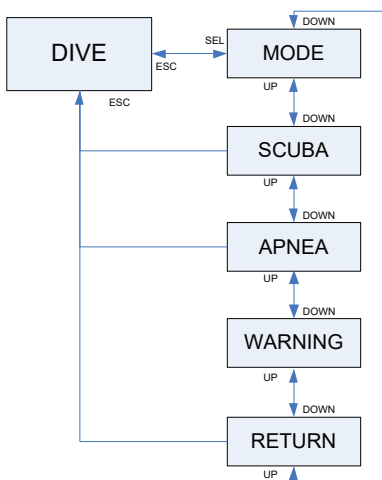 DOWN
DIVE
SEL
MODE
ESC
UP
ESC
DOWN
SCUBA
UP
DOWN
APNEA
UP
DOWN
WARNING
UP
DOWN
RETURN
UP